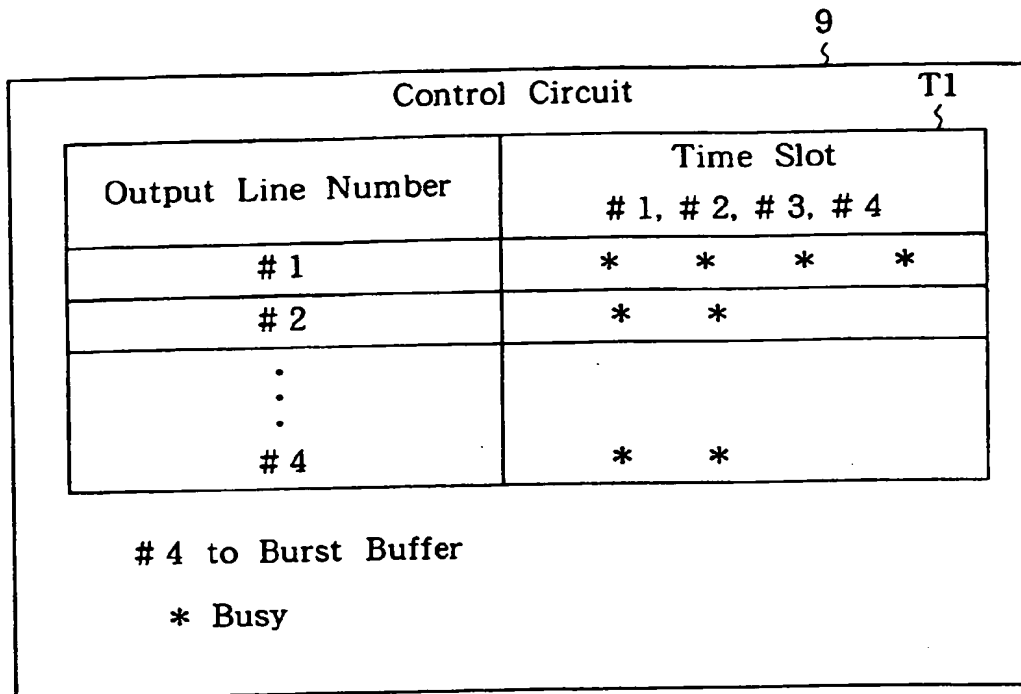 9
Control Circuit T1
Output Line Number Time Slot
# 1, # 2, # 3, # 4
# 1 * * * *
# 2 * *
# 4 * *
# 4 to Burst Buffer
* Busy